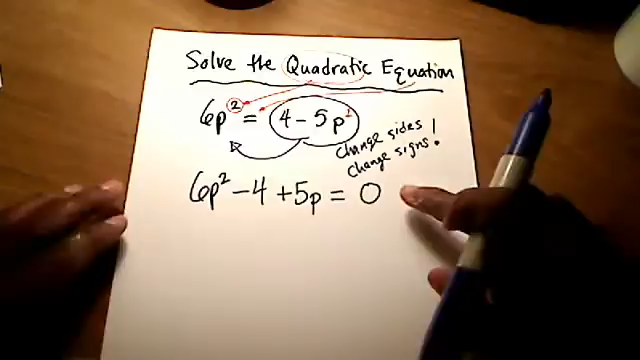 Solve the Quadratic Equation
6p² = 4 - 5p¹
change sides !
change signs !
6p² - 4 + 5p = 0